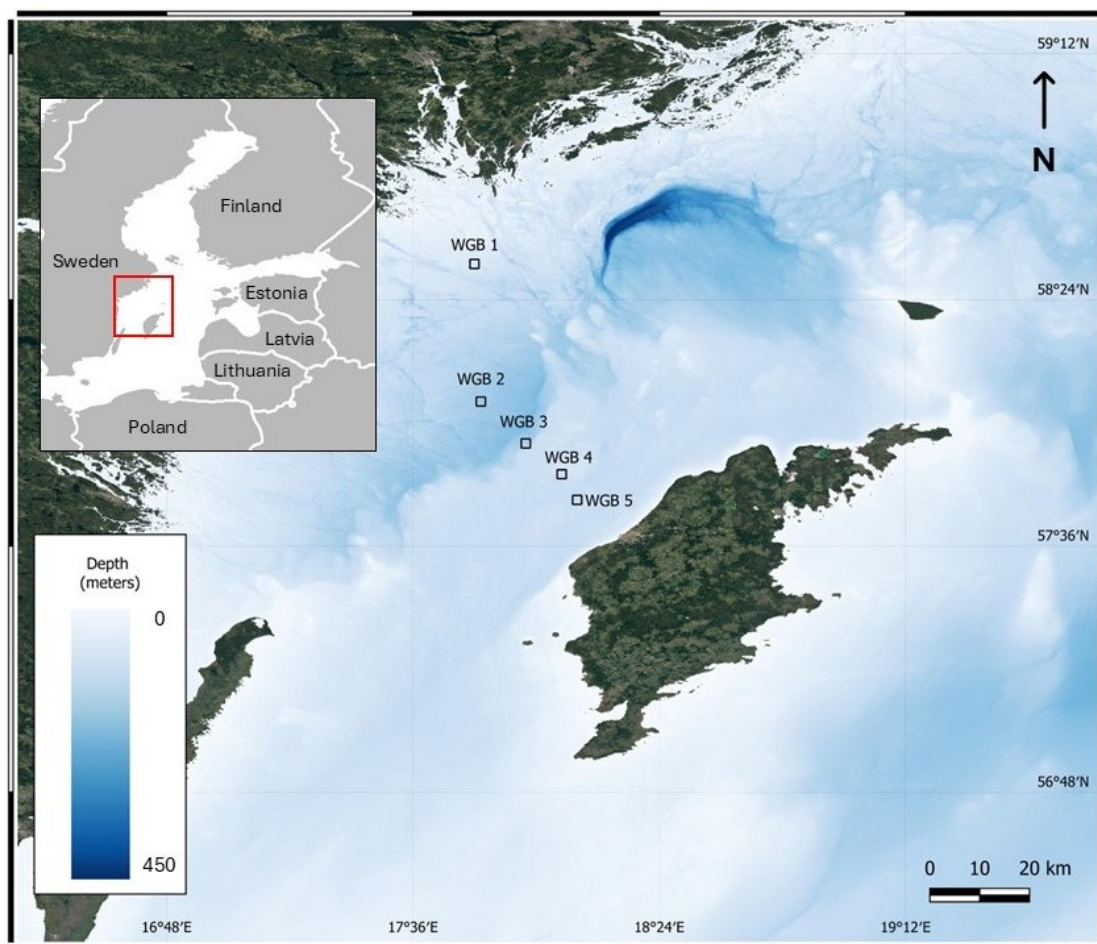 59°12'N
N
Finland
WGB 1
Sweden
Estonia
58°24'N
Latvia
Lithuania
WGB 2
Poland
WGB 3
WGB 4
WGB 5
57°36'N
Depth
(meters)
0
56°48'N
450
0 10 20 km
16°48'E 17°36'E 18°24'E 19°12'E